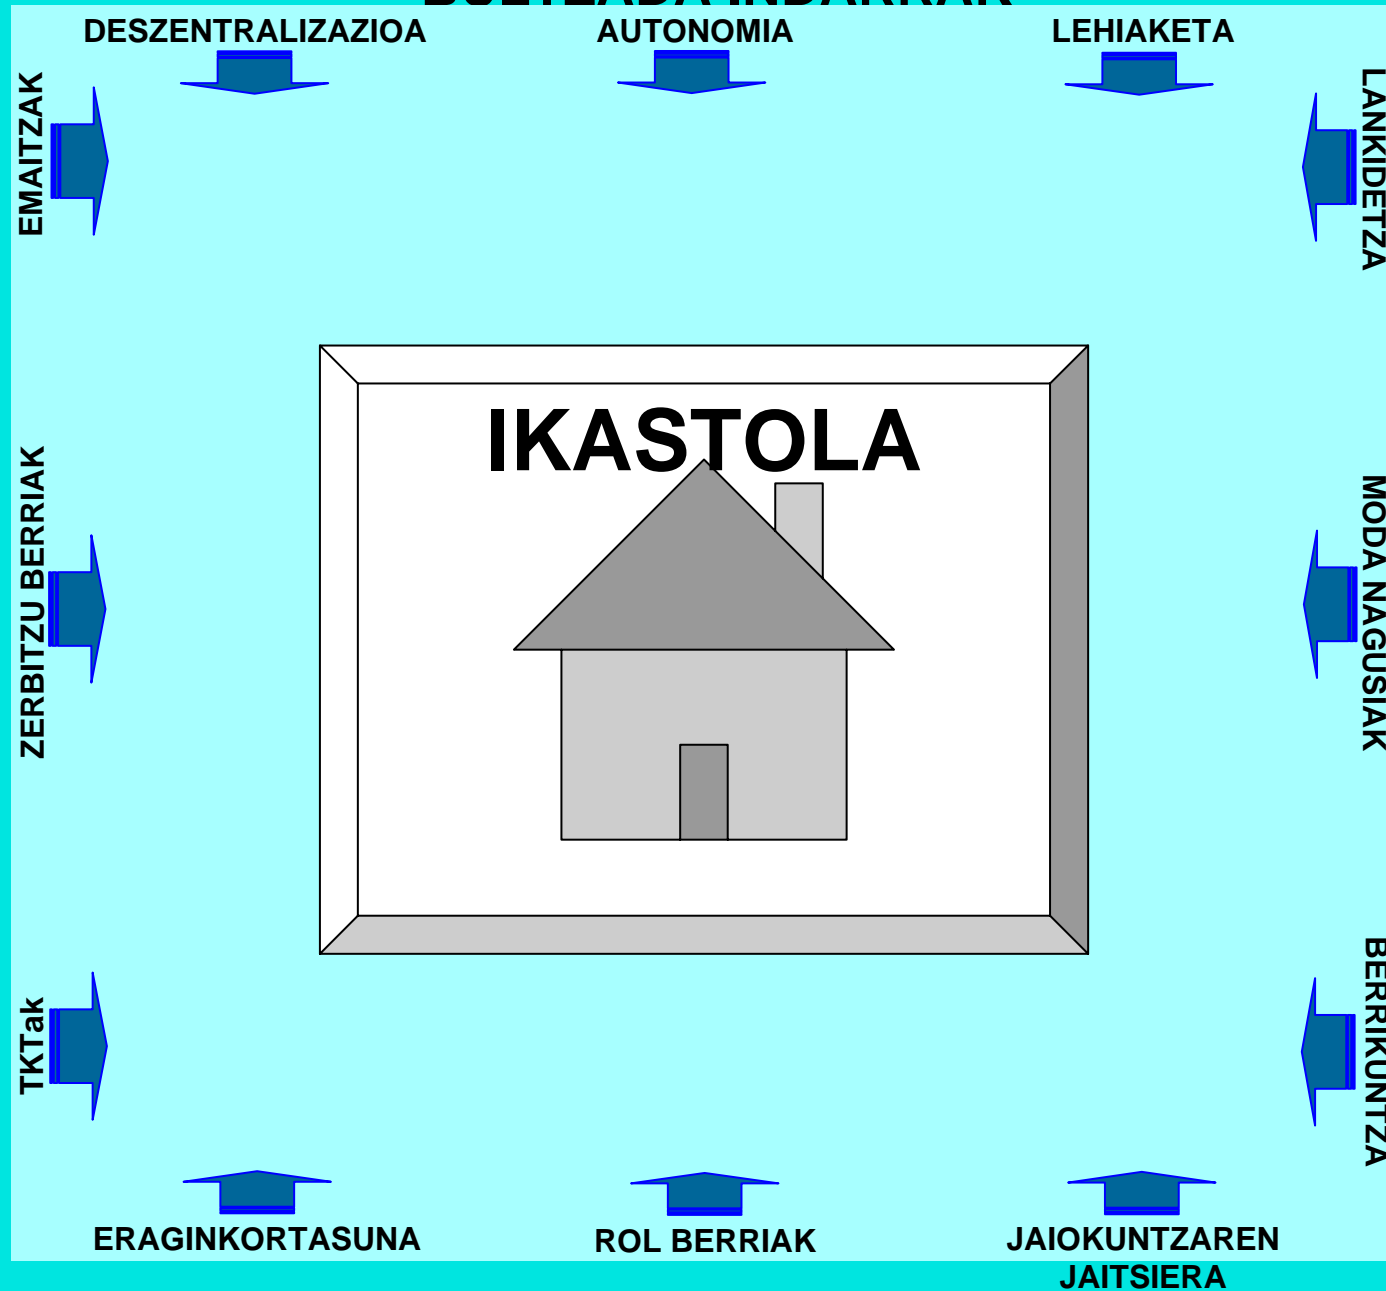 DESZENTRALIZAZIOA
AUTONOMIA
LEHIAKETA
EMAITZAK
LANKIDETZA
IKASTOLA
ZERBITZU BERRIAK
MODA NAGUSIAK
TKTak
BERRIKUNTZA
ERAGINKORTASUNA
ROL BERRIAK
JAIOKUNTZAREN
JAITSIERA